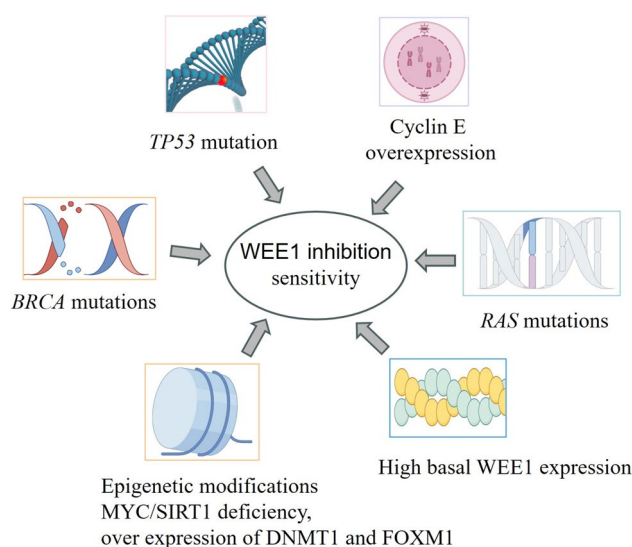 TP53 mutation
Cyclin E
overexpression
BRCA mutations
WEE1 inhibition
sensitivity
RAS mutations
Epigenetic modifications
MYC/SIRT1 deficiency,
over expression of DNMT1 and FOXM1
High basal WEE1 expression